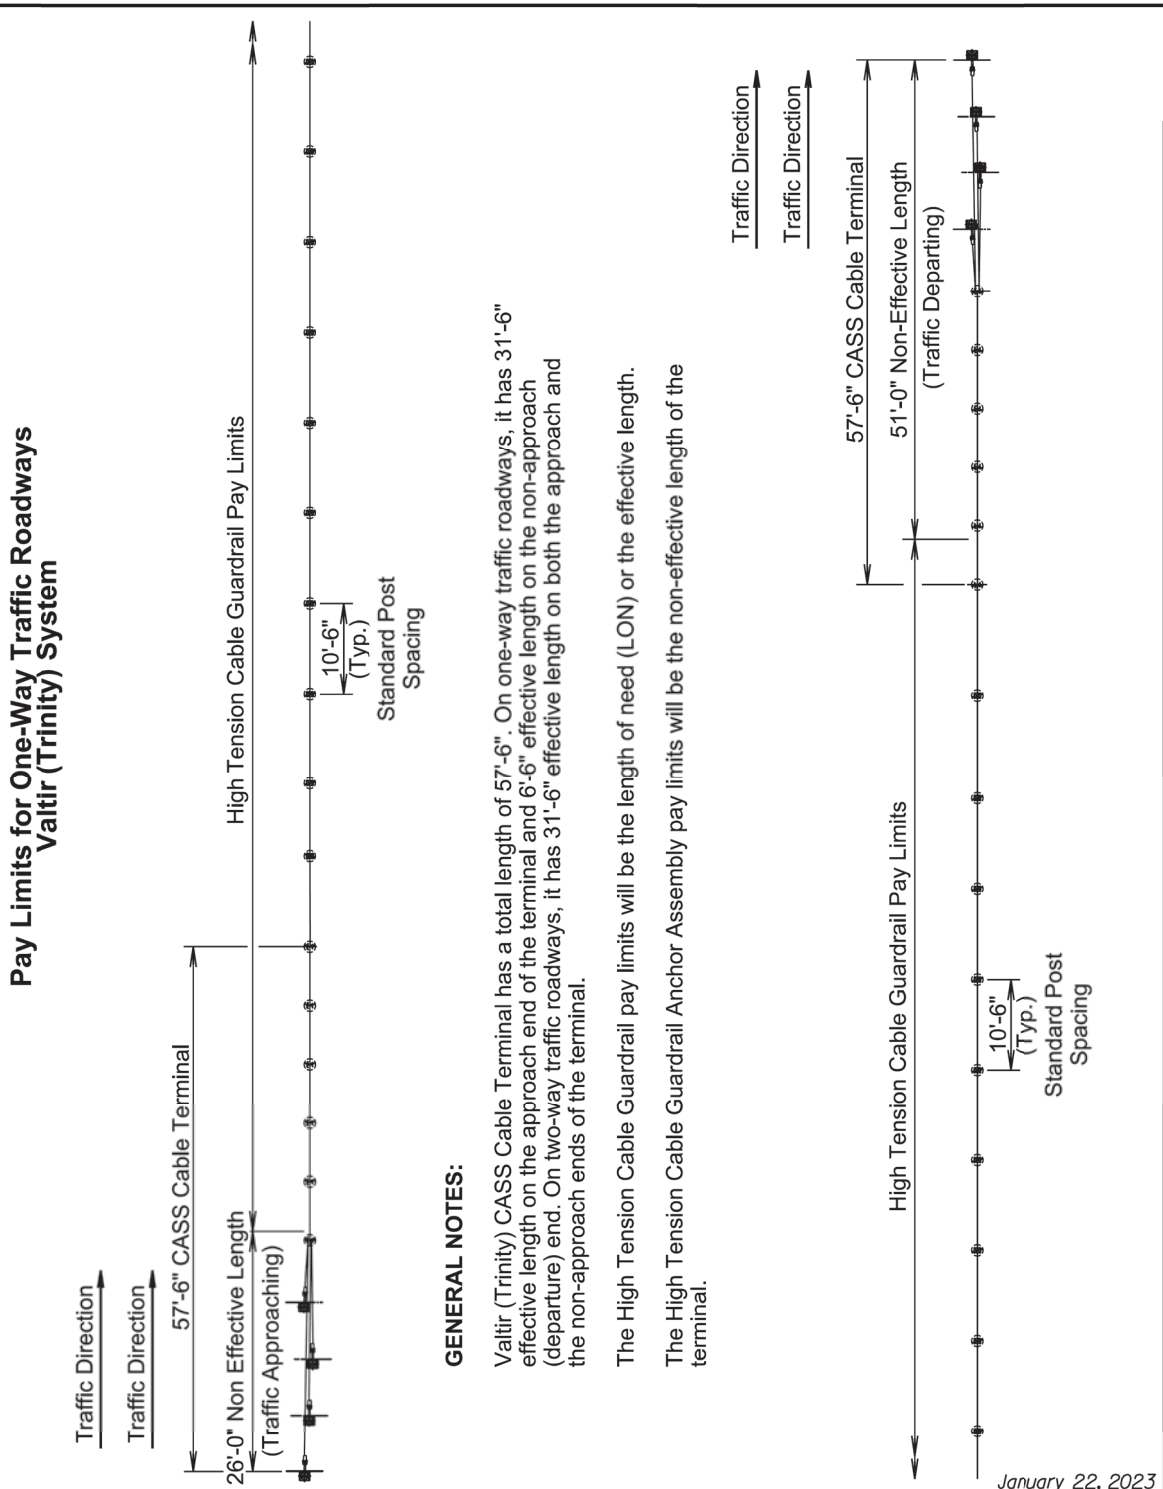 Pay Limits for One-Way Traffic Roadways
Valtir (Trinity) System
Traffic Direction
Traffic Direction
57'-6" CASS Cable Terminal
26'-0" Non Effective Length
(Traffic Approaching)
High Tension Cable Guardrail Pay Limits
10'-6"
(Typ.)
Standard Post
Spacing
GENERAL NOTES:
Valtir (Trinity) CASS Cable Terminal has a total length of 57'-6". On one-way traffic roadways, it has 31'-6"
effective length on the approach end of the terminal and 6'-6" effective length on the non-approach
(departure) end. On two-way traffic roadways, it has 31'-6" effective length on both the approach and
the non-approach ends of the terminal.
The High Tension Cable Guardrail pay limits will be the length of need (LON) or the effective length.
The High Tension Cable Guardrail Anchor Assembly pay limits will be the non-effective length of the
terminal.
Traffic Direction
Traffic Direction
57'-6" CASS Cable Terminal
51'-0" Non-Effective Length
(Traffic Departing)
High Tension Cable Guardrail Pay Limits
10'-6"
(Typ.)
Standard Post
Spacing
January 22, 2023